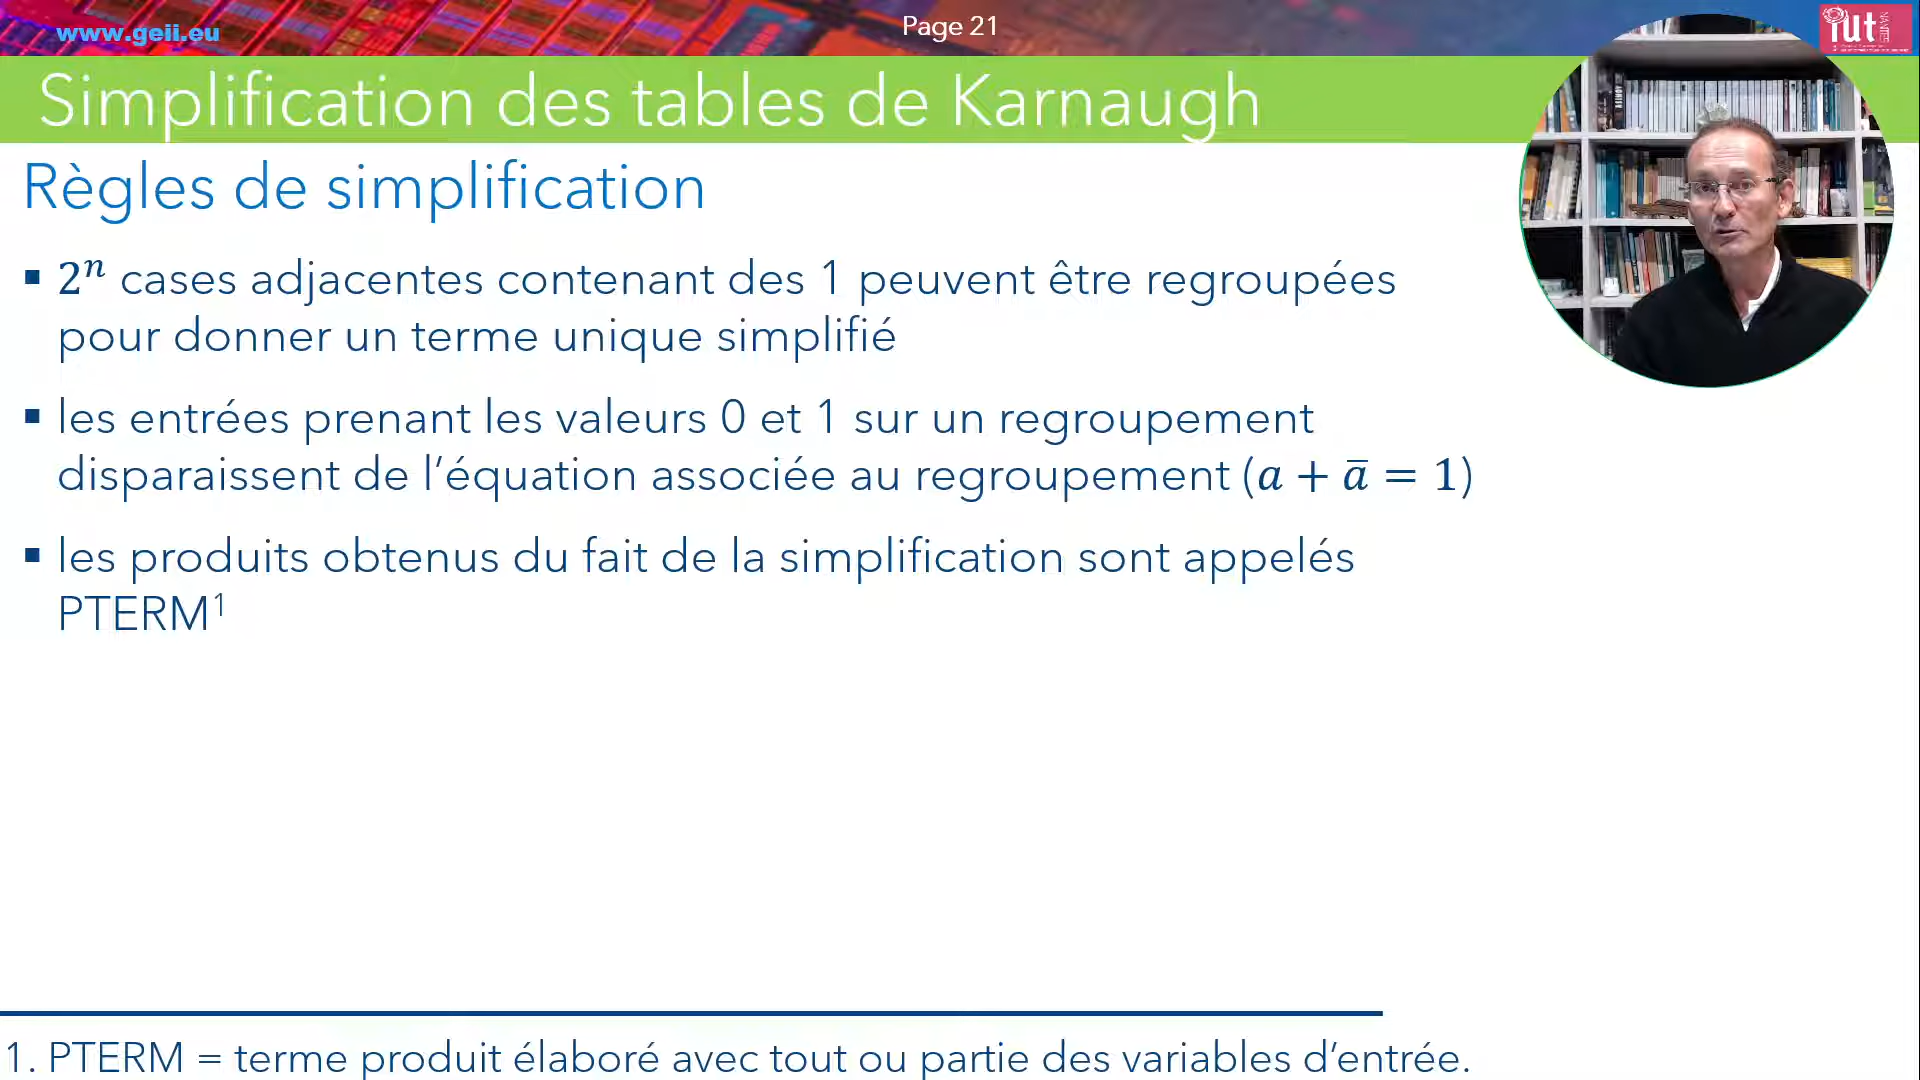 www.geii.eu
Page 21
iut
Simplification des tables de Karnaugh
Règles de simplification
▪ 2ⁿ cases adjacentes contenant des 1 peuvent être regroupées
pour donner un terme unique simplifié
▪ les entrées prenant les valeurs 0 et 1 sur un regroupement
disparaissent de l’équation associée au regroupement (a + ā = 1)
▪ les produits obtenus du fait de la simplification sont appelés
PTERM¹
1. PTERM = terme produit élaboré avec tout ou partie des variables d’entrée.